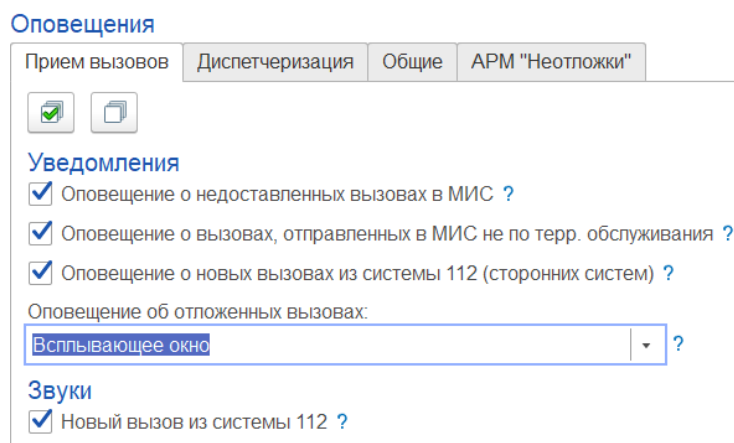 Оповещения
Прием вызовов Диспетчеризация Общие АРМ "Неотложки"
Уведомления
Оповещение о недоставленных вызовах в МИС ?
Оповещение о вызовах, отправленных в МИС не по терр. обслуживания ?
Оповещение о новых вызовах из системы 112 (сторонних систем) ?
Оповещение об отложенных вызовах:
Всплывающее окно ?
Звуки
Новый вызов из системы 112 ?